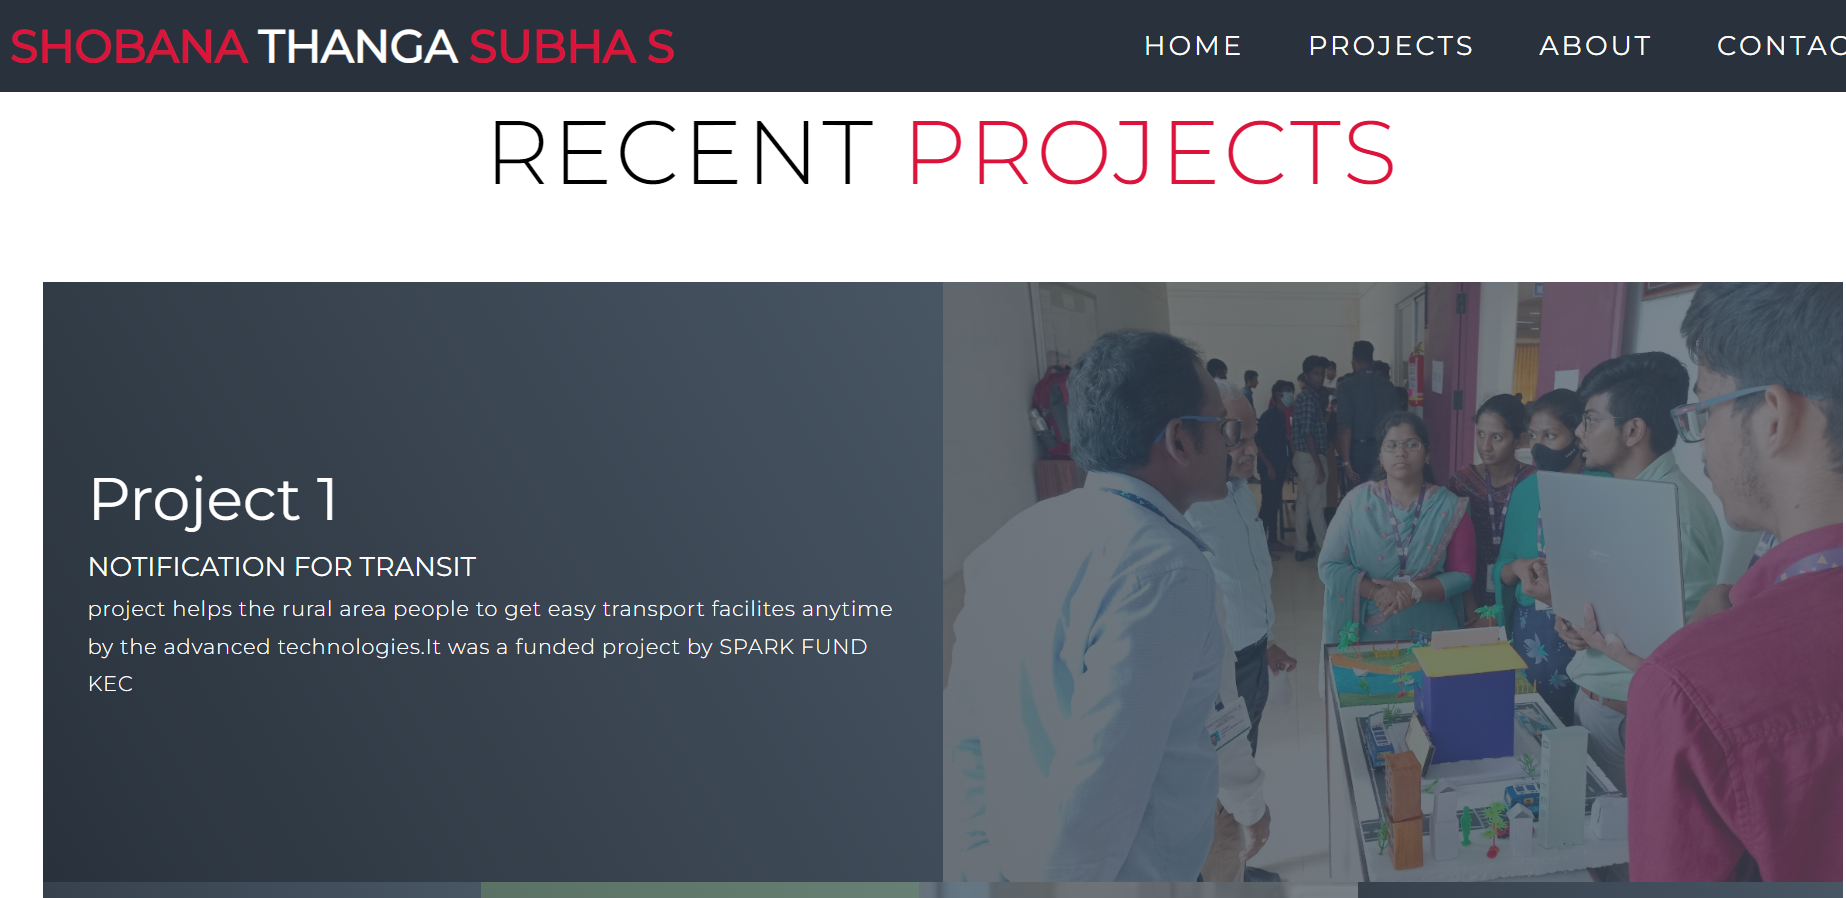 SHOBANA THANGA SUBHA S
HOME PROJECTS ABOUT CONTAC
RECENT PROJECTS
Project 1
NOTIFICATION FOR TRANSIT
project helps the rural area people to get easy transport facilites anytime
by the advanced technologies.It was a funded project by SPARK FUND
KEC